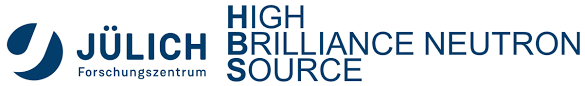 JÜLICH
Forschungszentrum
HIGH
BRILLIANCE NEUTRON
SOURCE